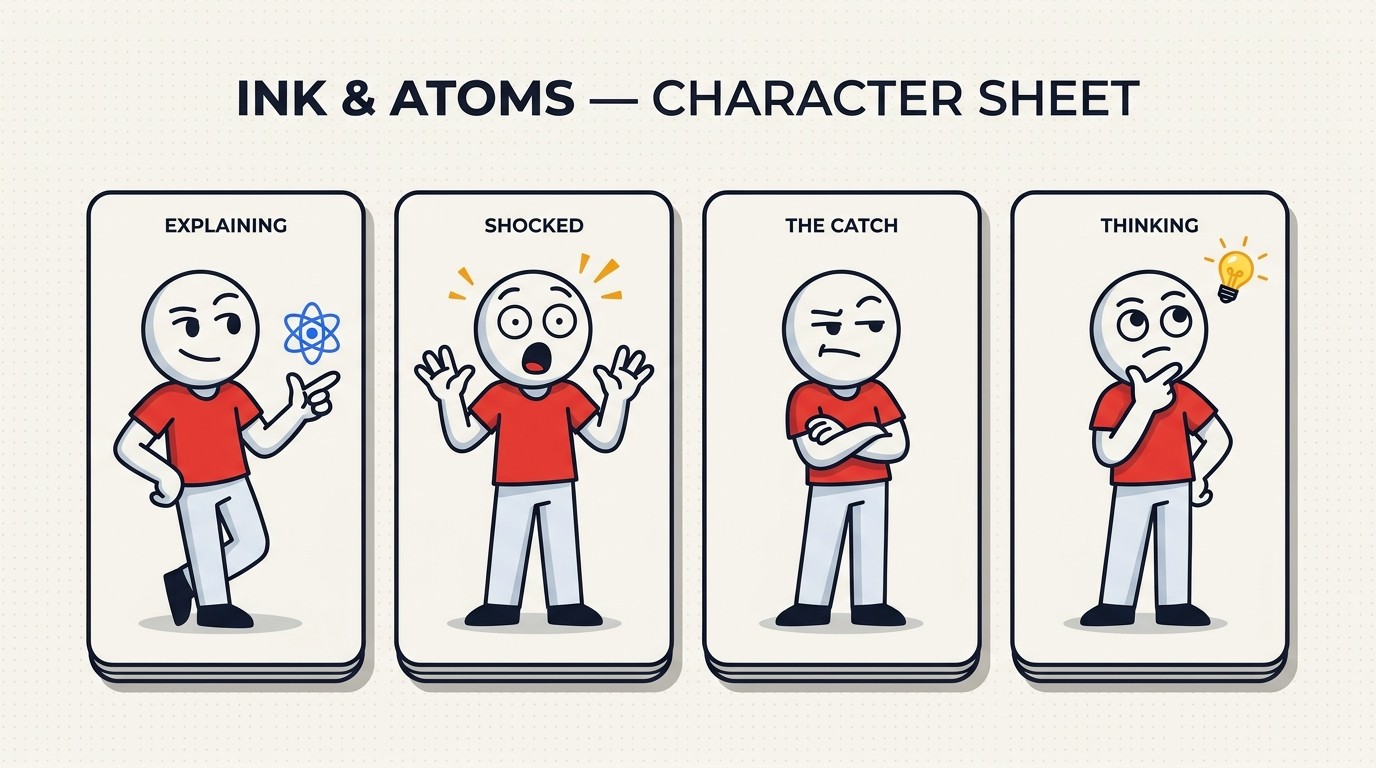 INK & ATOMS — CHARACTER SHEET
EXPLAINING
SHOCKED
THE CATCH
THINKING